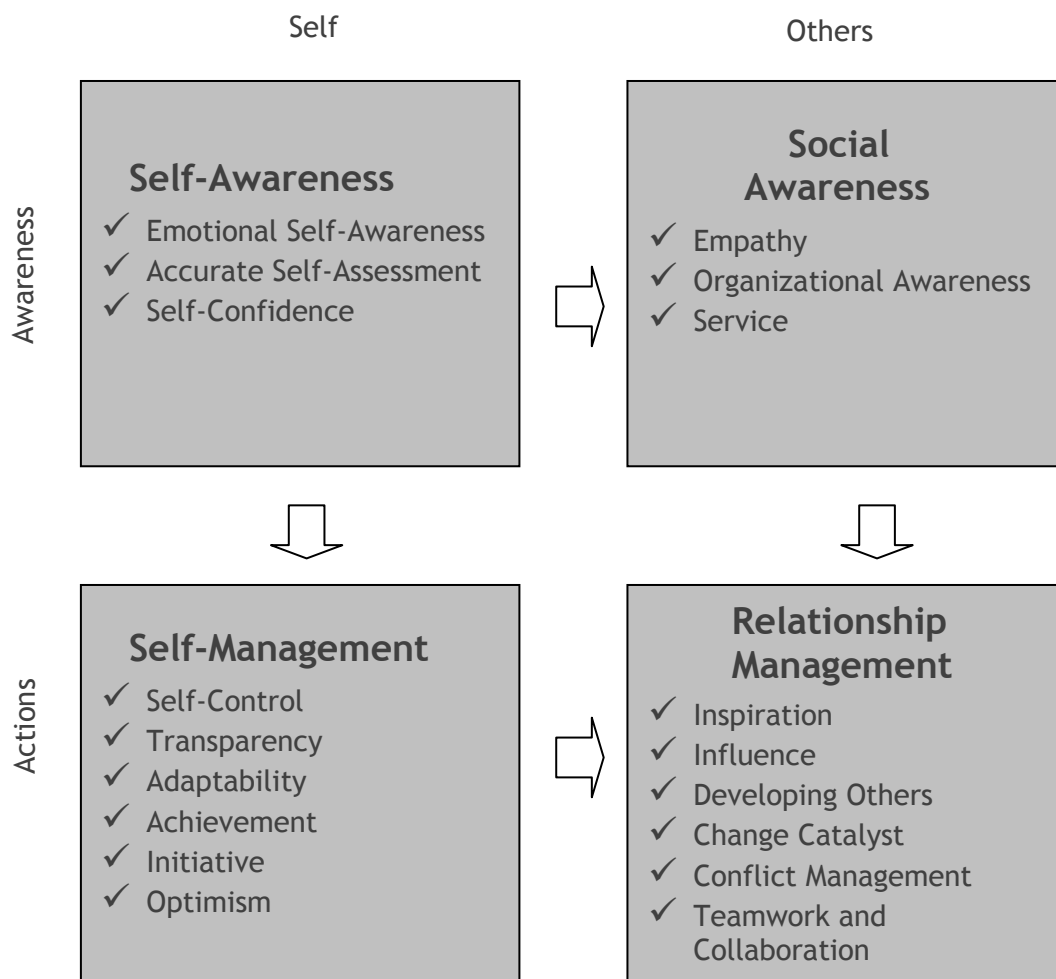 Self
Others
Awareness
Self-Awareness
✓ Emotional Self-Awareness
✓ Accurate Self-Assessment
✓ Self-Confidence
Social
Awareness
✓ Empathy
✓ Organizational Awareness
✓ Service
Actions
Self-Management
✓ Self-Control
✓ Transparency
✓ Adaptability
✓ Achievement
✓ Initiative
✓ Optimism
Relationship
Management
✓ Inspiration
✓ Influence
✓ Developing Others
✓ Change Catalyst
✓ Conflict Management
✓ Teamwork and
Collaboration